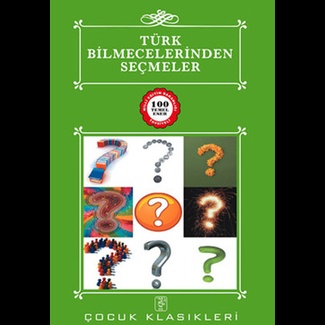 TÜRK
BİLMECELERİNDEN
SEÇMELER
100
TEMEL
ESER
ÇOCUK KLASİKLERİ